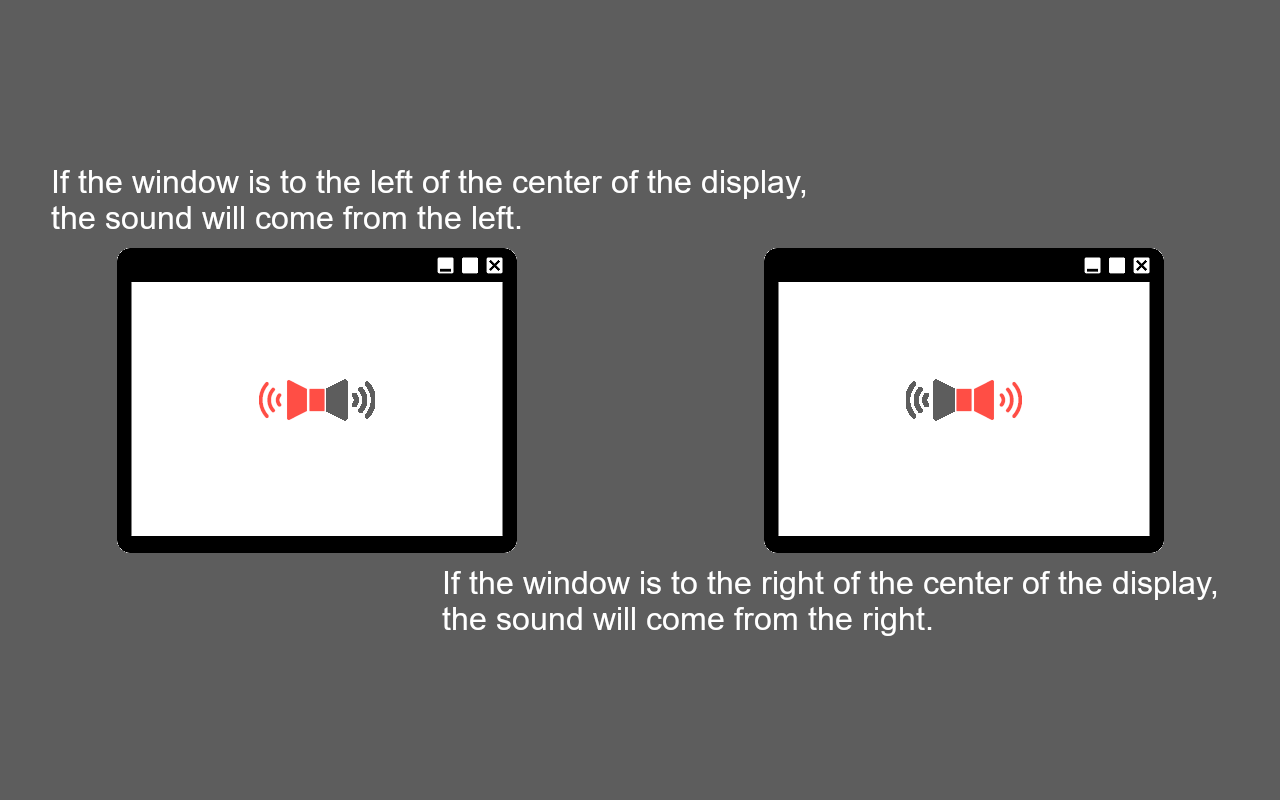 If the window is to the left of the center of the display,
the sound will come from the left.
If the window is to the right of the center of the display,
the sound will come from the right.